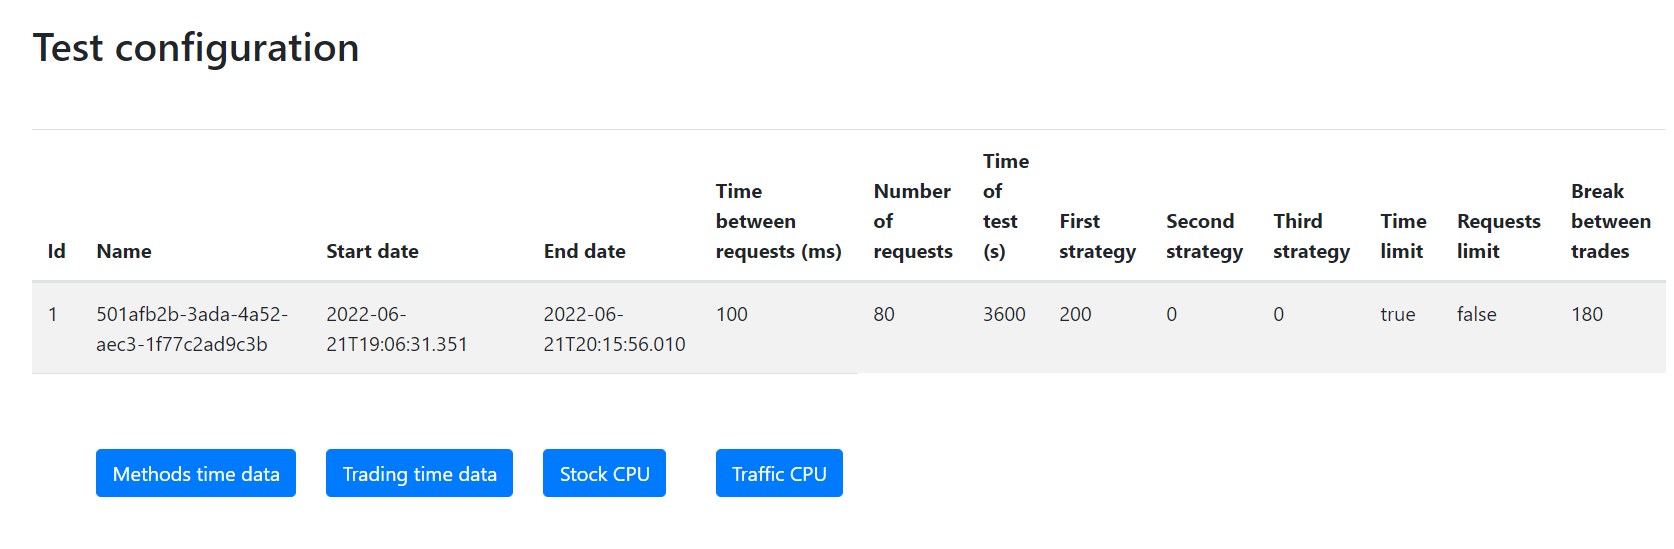 Test configuration
Id Name Start date End date Time between requests (ms) Number of requests Time of test (s) First strategy Second strategy Third strategy Time limit Requests limit Break between trades
1 501afb2b-3ada-4a52-aec3-1f77c2ad9c3b 2022-06-21T19:06:31.351 2022-06-21T20:15:56.010 100 80 3600 200 0 0 true false 180
Methods time data Trading time data Stock CPU Traffic CPU